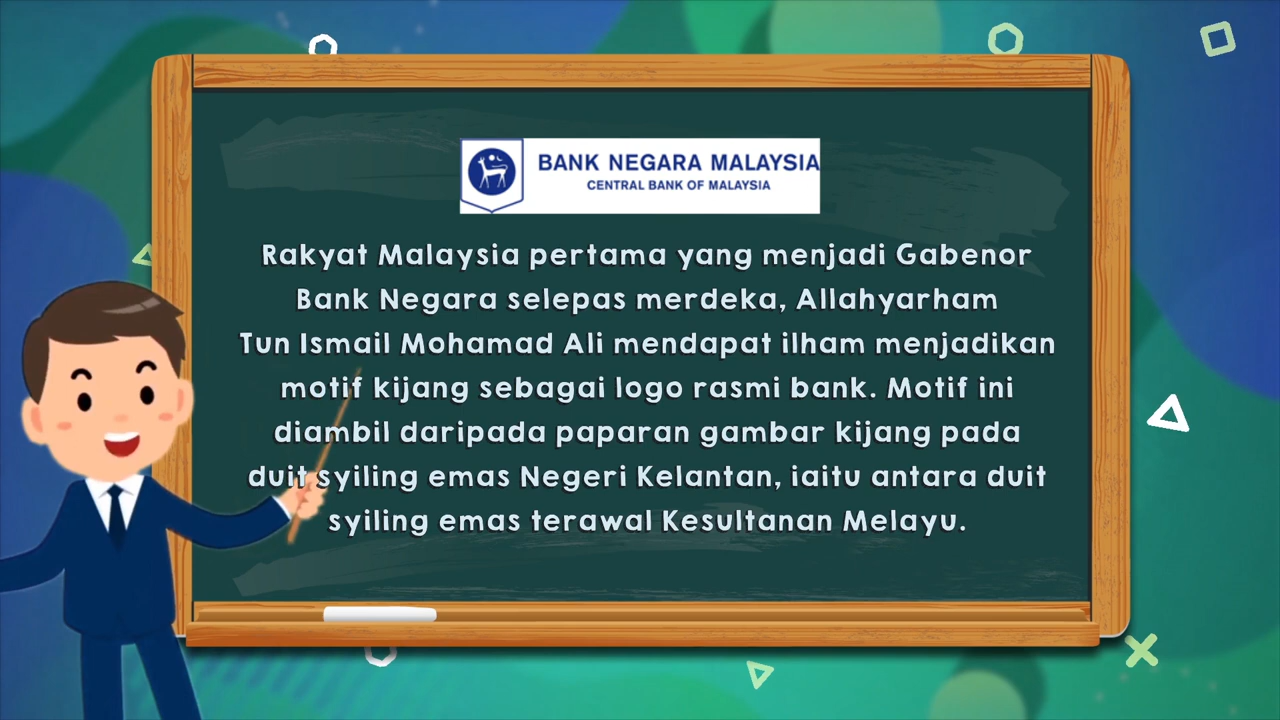 BANK NEGARA MALAYSIA
CENTRAL BANK OF MALAYSIA
Rakyat Malaysia pertama yang menjadi Gabenor
Bank Negara selepas merdeka, Allahyarham
Tun Ismail Mohamad Ali mendapat ilham menjadikan
motif kijang sebagai logo rasmi bank. Motif ini
diambil daripada paparan gambar kijang pada
duit syiling emas Negeri Kelantan, iaitu antara duit
syiling emas terawal Kesultanan Melayu.